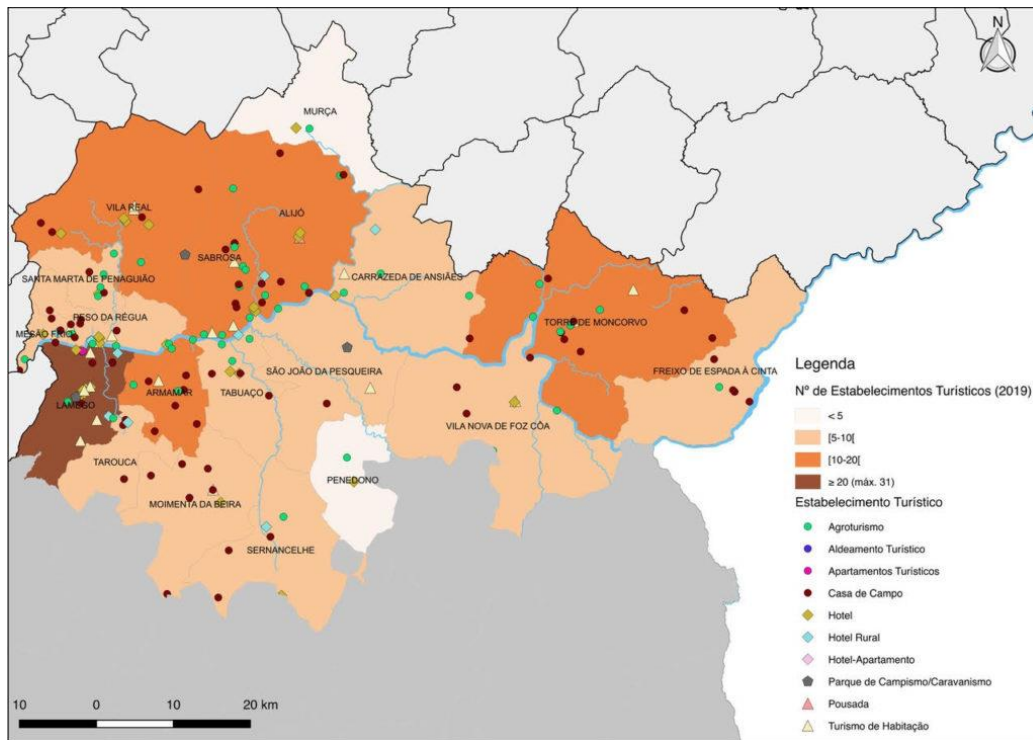 N
MURÇA
VILA REAL
ALIJÓ
SABROSA
SANTA MARTA DE PENAGUIÃO
CARRAZEDA DE ANSIÃES
PESO DA RÉGUA
MESÃO FRIO
TORRE DE MONCORVO
FREIXO DE ESPADA À CINTA
SÃO JOÃO DA PESQUEIRA
ARMAMAR
TABUAÇO
LAMEGO
VILA NOVA DE FOZ CÔA
TAROUCA
PENEDONO
MOIMENTA DA BEIRA
SERNANCELHE
Legenda
Nº de Estabelecimentos Turísticos (2019)
< 5
[5-10[
[10-20[
≥ 20 (máx. 31)
Estabelecimento Turístico
Agroturismo
Aldeamento Turístico
Apartamentos Turísticos
Casa de Campo
Hotel
Hotel Rural
Hotel-Apartamento
Parque de Campismo/Caravanismo
Pousada
Turismo de Habitação
10 0 10 20 km